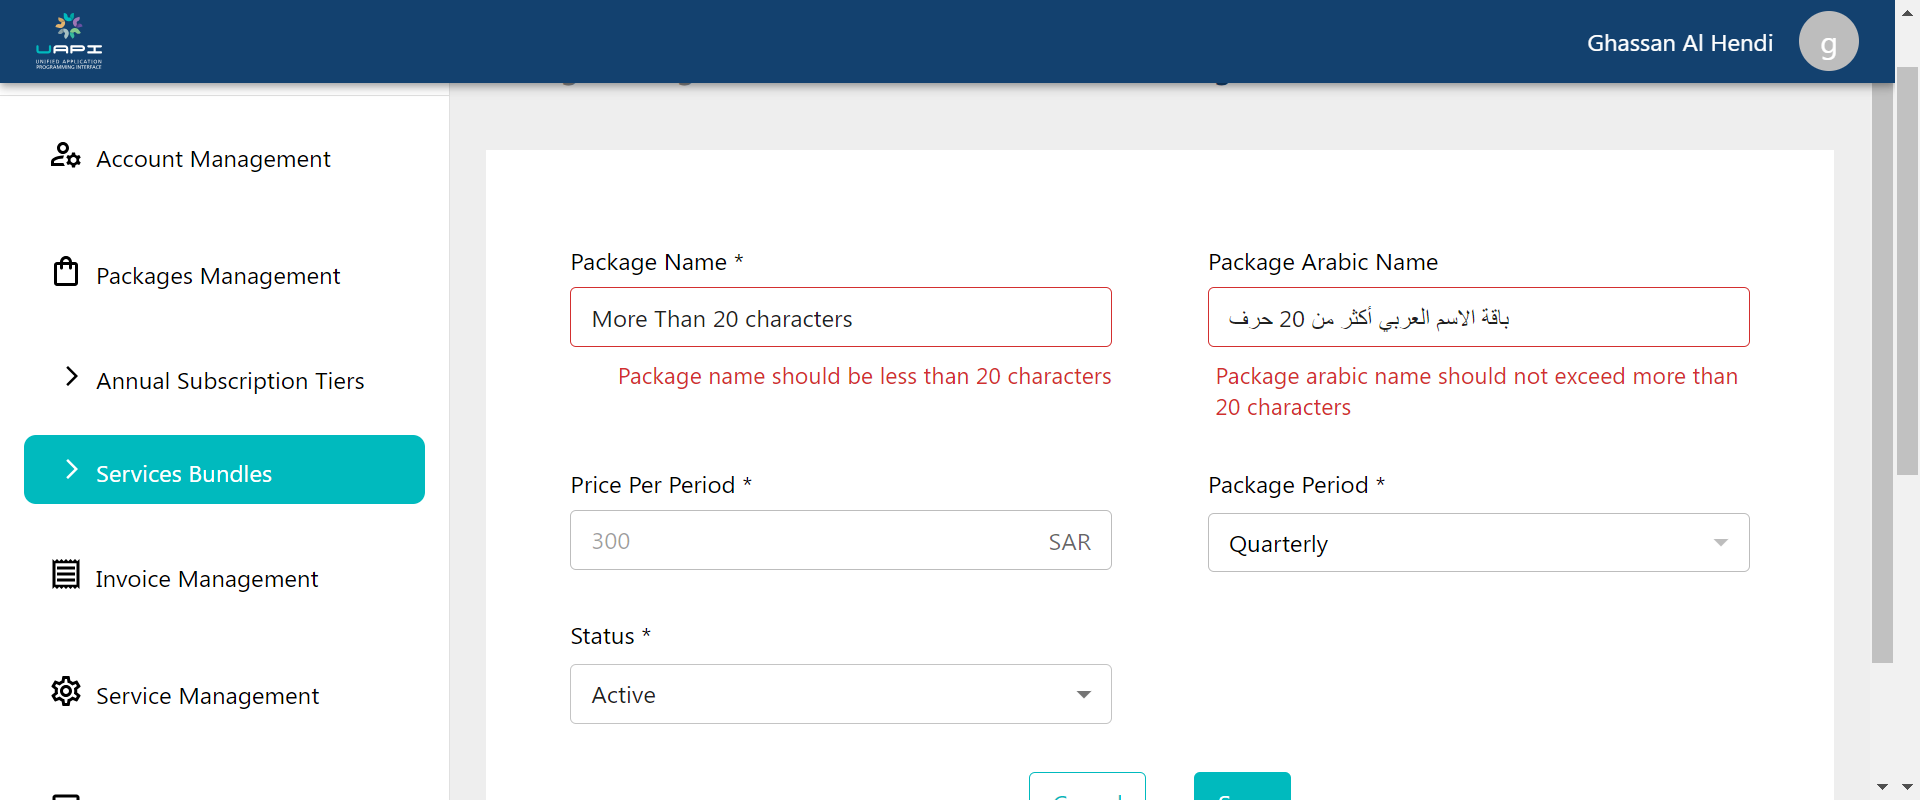 UAPI
UNIFIED APPLICATION
PROGRAMMING INTERFACE
Ghassan Al Hendi
g
Account Management
Packages Management
Annual Subscription Tiers
Services Bundles
Invoice Management
Service Management
Package Name *
More Than 20 characters
Package name should be less than 20 characters
Package Arabic Name
باقة الاسم العربي أكثر من 20 حرف
Package arabic name should not exceed more than
20 characters
Price Per Period *
300
SAR
Package Period *
Quarterly
Status *
Active